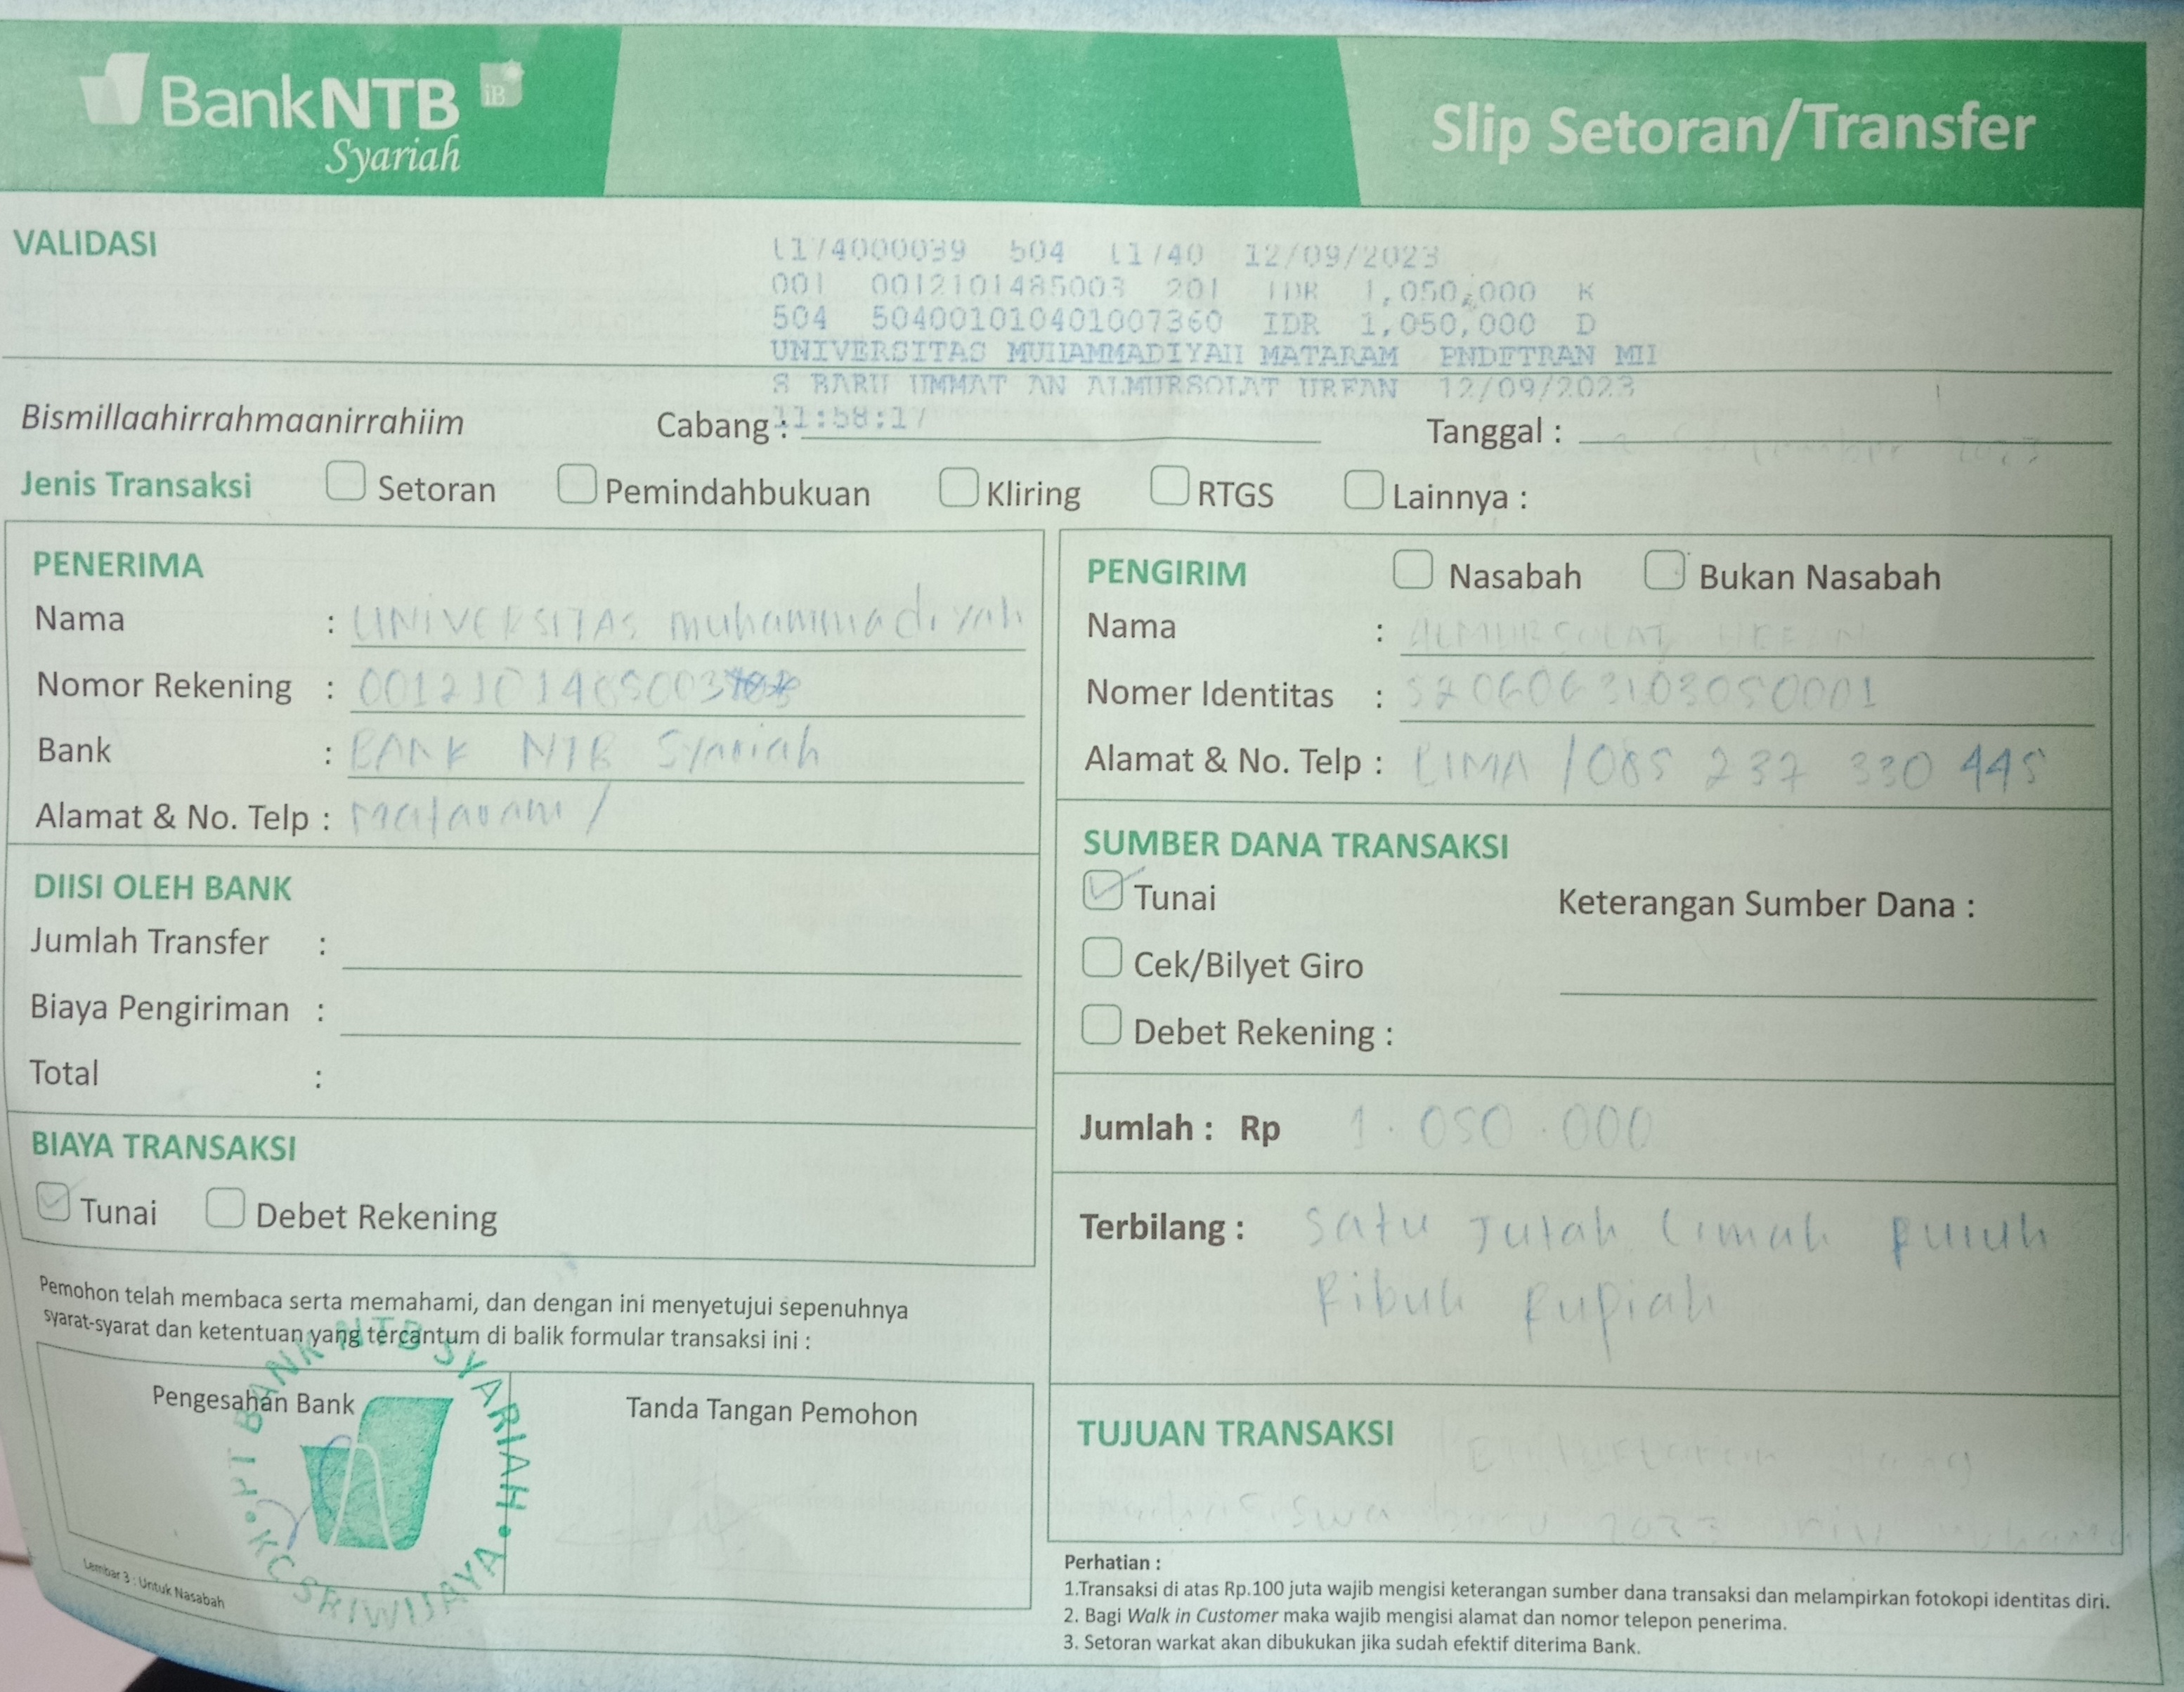 BankNTB iB
Syariah
Slip Setoran/Transfer
VALIDASI
504 12/09/2023
001 0012101485003 201 IDR 1,050,000 K
504 504001010401007360 IDR 1,050,000 D
UNIVERSITAS MUHAMMADIYAH MATARAM PNDFTRAN MH
S BARU UMMAT AN ALMURSOLAT URFAN 12/09/2023
11:58:17
Bismillaahirrahmaanirrahiim Cabang : Tanggal : September 2023
Jenis Transaksi Setoran Pemindahbukuan Kliring RTGS Lainnya :
PENERIMA
Nama : UNIVERSITAS muhammadiyah
Nomor Rekening : 0012101485003
Bank : BANK NTB Syariah
Alamat & No. Telp : Mataram /
DIISI OLEH BANK
Jumlah Transfer :
Biaya Pengiriman :
Total :
BIAYA TRANSAKSI
Tunai Debet Rekening
Pemohon telah membaca serta memahami, dan dengan ini menyetujui sepenuhnya
syarat-syarat dan ketentuan yang tercantum di balik formular transaksi ini :
Pengesahan Bank Tanda Tangan Pemohon
PT BANK NTB SYARIAH • KC SRIWIJAYA •
Lembar 3 : Untuk Nasabah
PENGIRIM Nasabah Bukan Nasabah
Nama : ALMURSOLAT
Nomer Identitas : 5206063103050001
Alamat & No. Telp : BIMA / 085 237 330 445
SUMBER DANA TRANSAKSI
Tunai Keterangan Sumber Dana :
Cek/Bilyet Giro
Debet Rekening :
Jumlah : Rp 1.050.000
Terbilang : Satu Jutah limah puluh
Ribuh Rupiah
TUJUAN TRANSAKSI
baru 2023
Perhatian :
1.Transaksi di atas Rp.100 juta wajib mengisi keterangan sumber dana transaksi dan melampirkan fotokopi identitas diri.
2. Bagi Walk in Customer maka wajib mengisi alamat dan nomor telepon penerima.
3. Setoran warkat akan dibukukan jika sudah efektif diterima Bank.